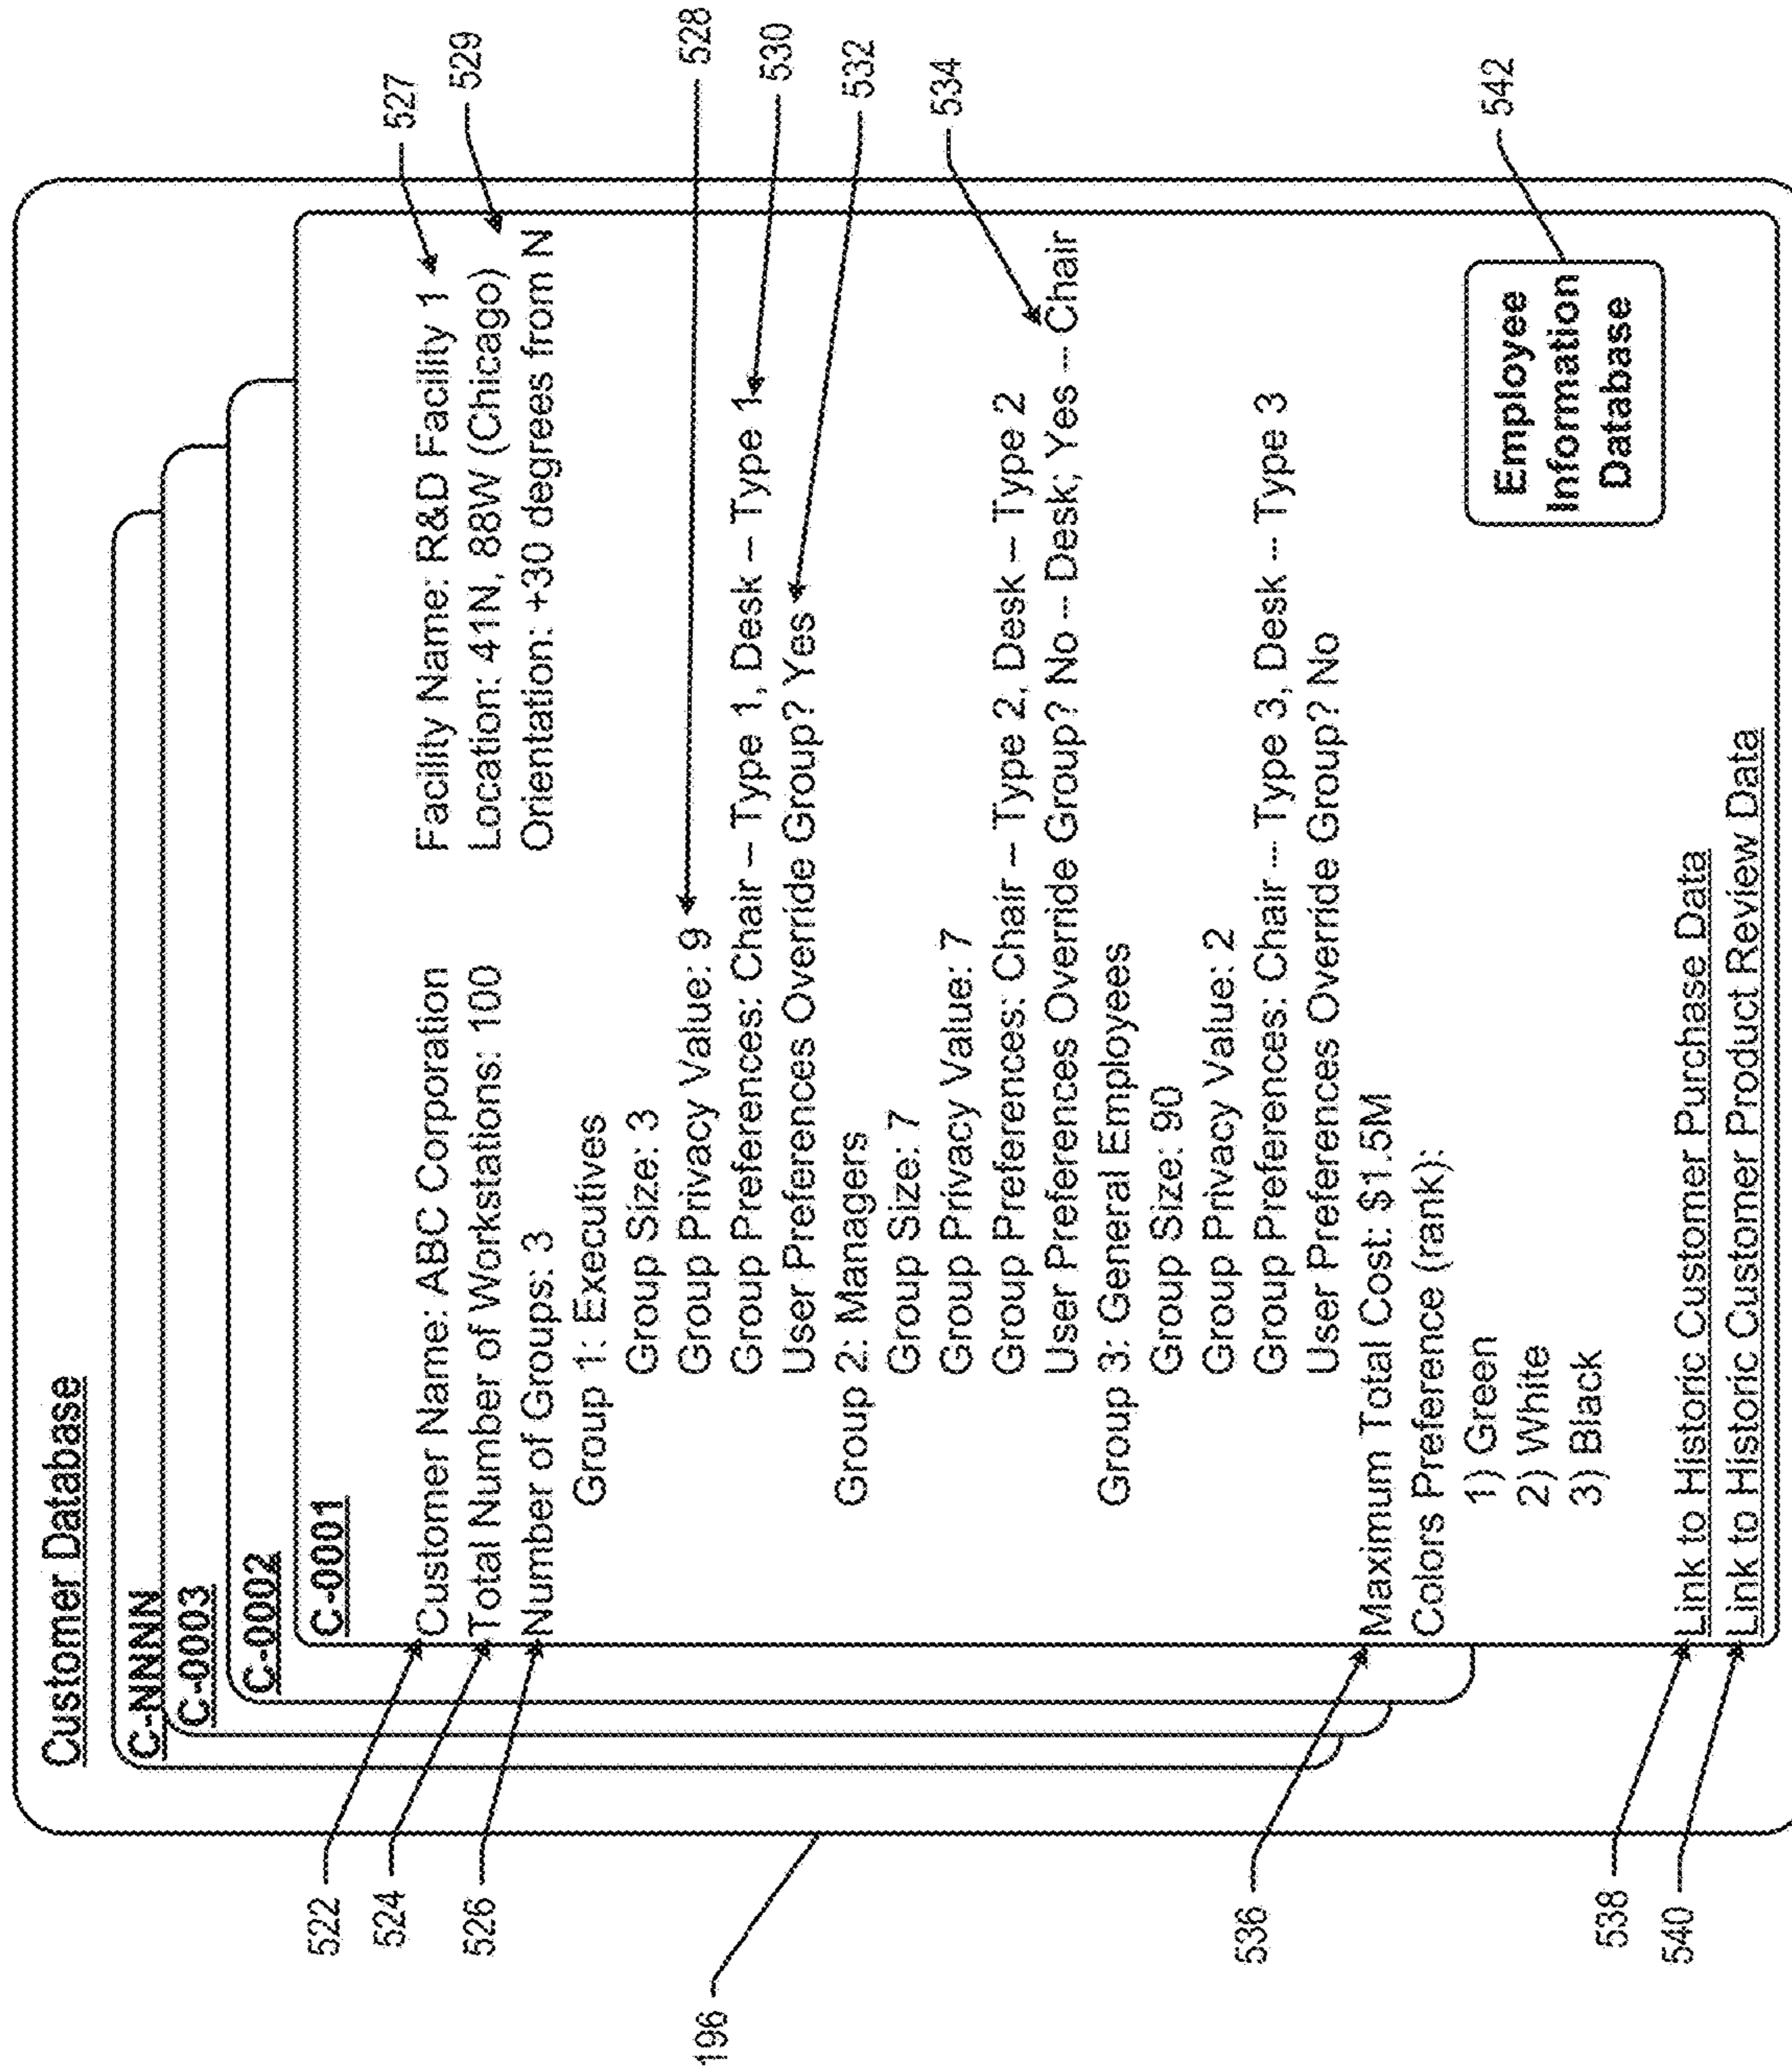 Customer Database
C-NNNN
C-0003
C-0002
C-0001
Customer Name: ABC Corporation
Total Number of Workstations: 100
Number of Groups: 3
Facility Name: R&D Facility 1
Location: 41N, 88W (Chicago)
Orientation: +30 degrees from N
Group 1: Executives
Group Size: 3
Group Privacy Value: 9
Group Preferences: Chair -- Type 1, Desk -- Type 1
User Preferences Override Group? Yes
Group 2: Managers
Group Size: 7
Group Privacy Value: 7
Group Preferences: Chair -- Type 2, Desk -- Type 2
User Preferences Override Group? No -- Desk; Yes -- Chair
Group 3: General Employees
Group Size: 90
Group Privacy Value: 2
Group Preferences: Chair -- Type 3, Desk -- Type 3
User Preferences Override Group? No
Maximum Total Cost: $1.5M
Colors Preference (rank):
1) Green
2) White
3) Black
Employee
Information
Database
Link to Historic Customer Purchase Data
Link to Historic Customer Product Review Data
522
524
526
196
536
538
540
527
529
528
530
532
534
542